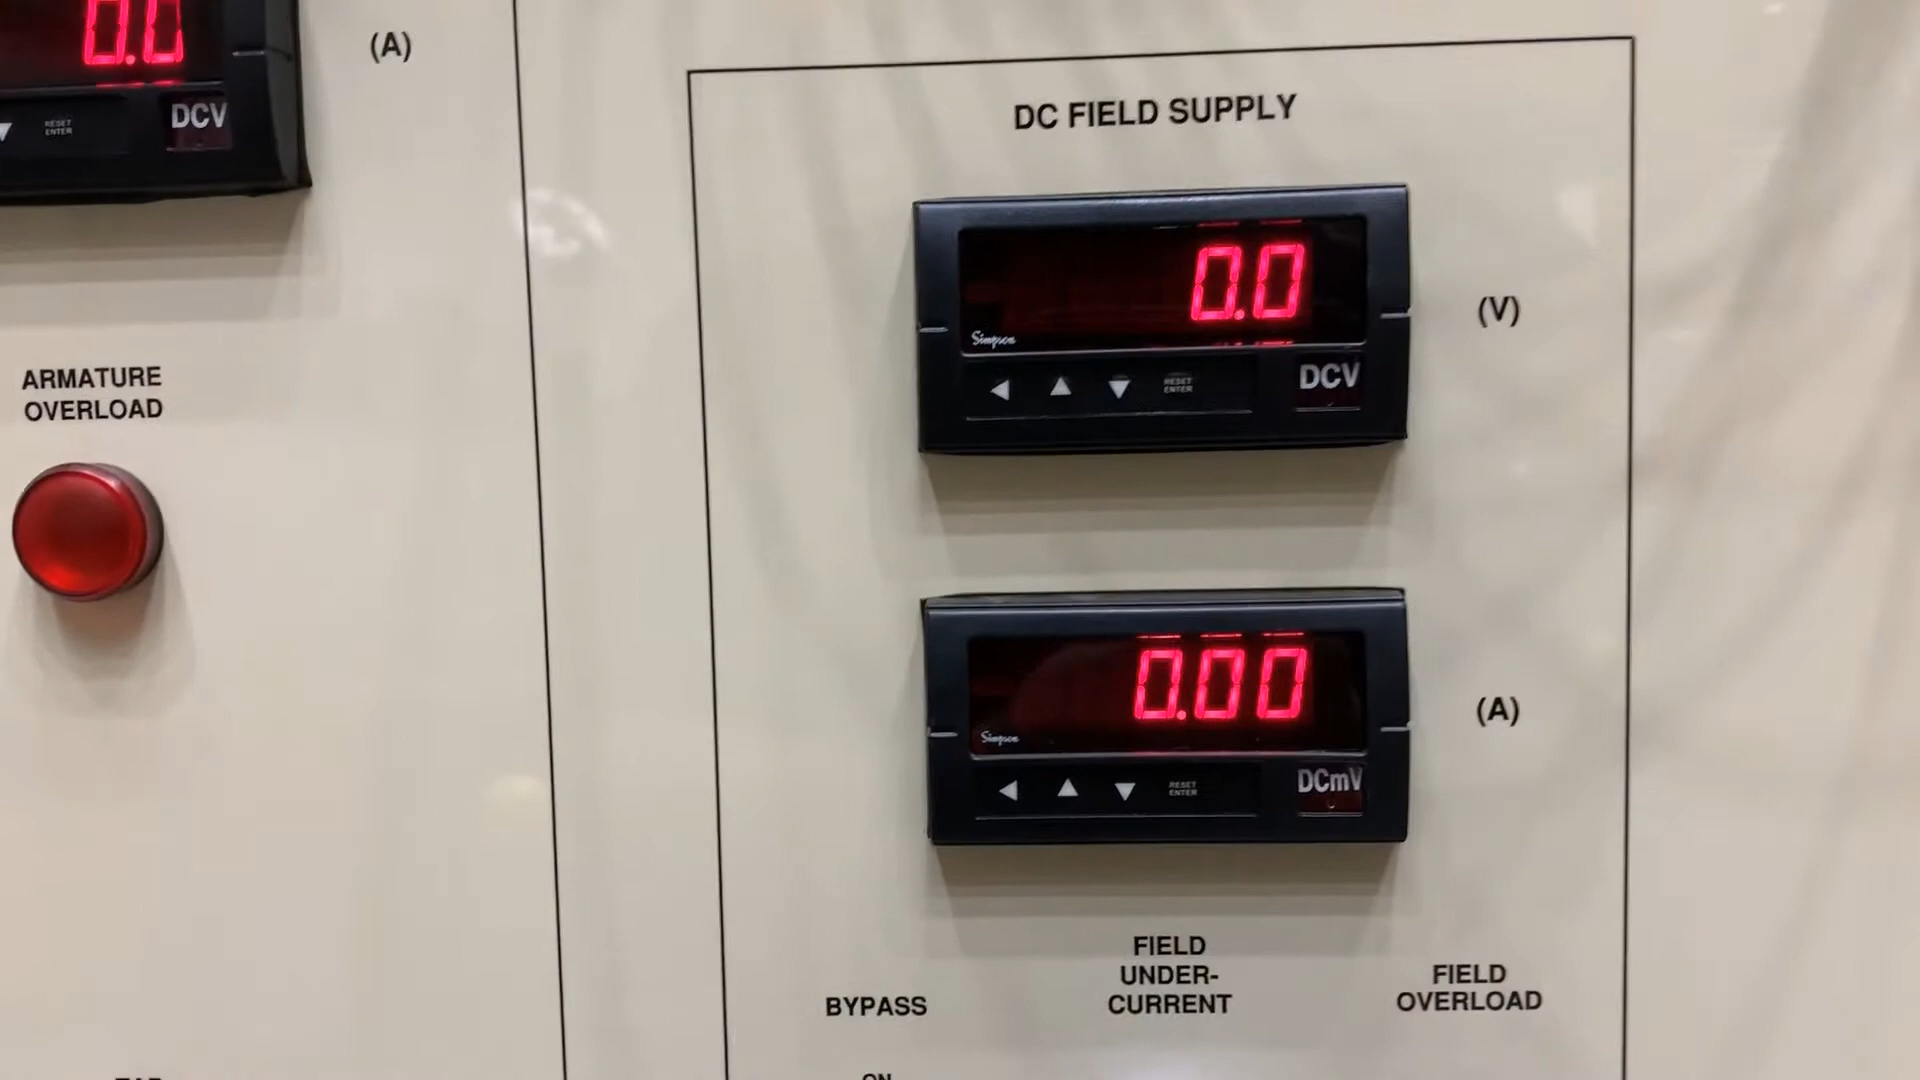 0.0
(A)
RESET
ENTER
DCV
ARMATURE
OVERLOAD
DC FIELD SUPPLY
0.0
Simpson
(V)
RESET
ENTER
DCV
0.00
Simpson
(A)
RESET
ENTER
DCmV
BYPASS
FIELD
UNDER-
CURRENT
FIELD
OVERLOAD
ON